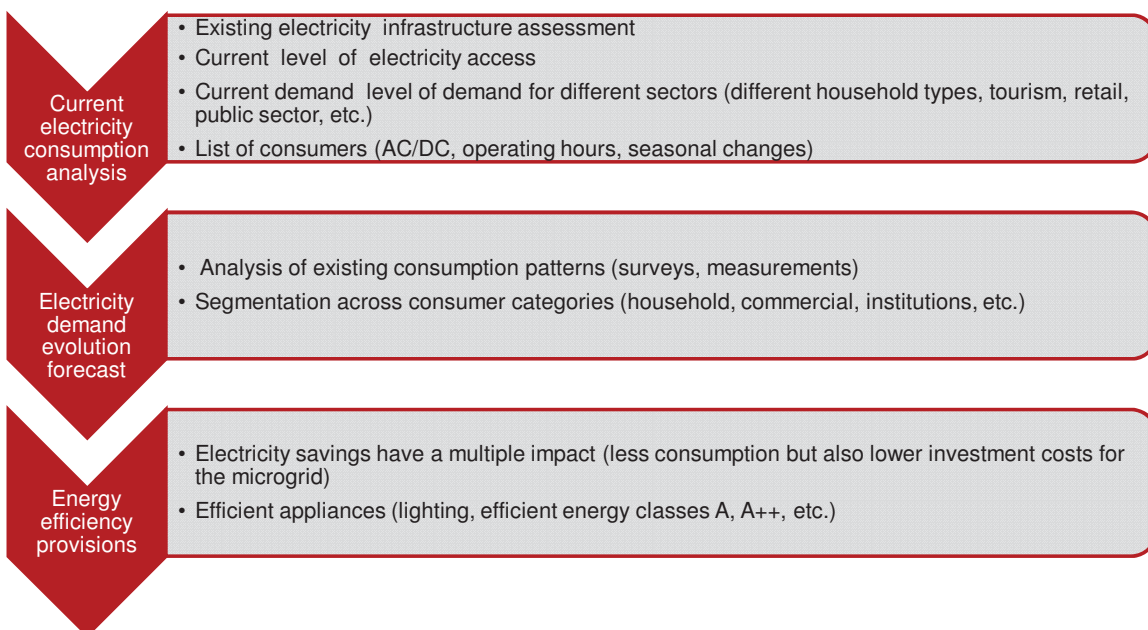 • Existing electricity infrastructure assessment
• Current level of electricity access
• Current demand level of demand for different sectors (different household types, tourism, retail,
public sector, etc.)
• List of consumers (AC/DC, operating hours, seasonal changes)
Current
electricity
consumption
analysis
• Analysis of existing consumption patterns (surveys, measurements)
• Segmentation across consumer categories (household, commercial, institutions, etc.)
Electricity
demand
evolution
forecast
• Electricity savings have a multiple impact (less consumption but also lower investment costs for
the microgrid)
• Efficient appliances (lighting, efficient energy classes A, A++, etc.)
Energy
efficiency
provisions